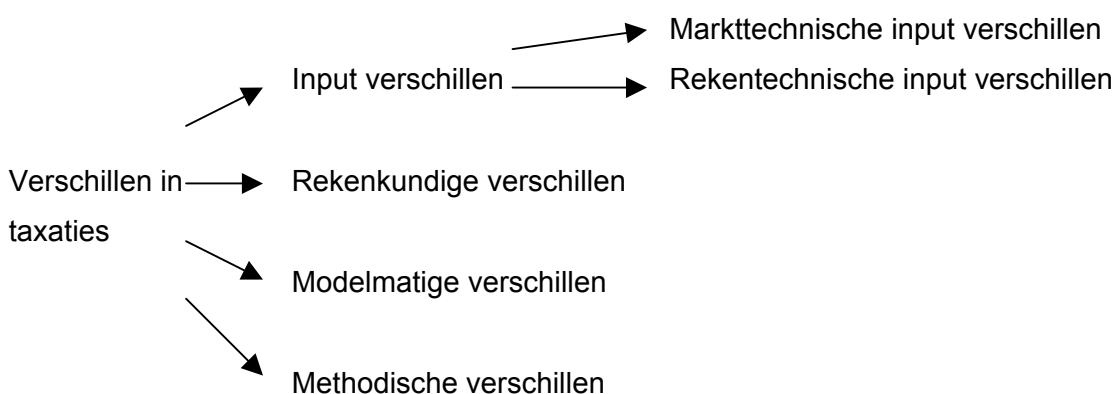 Markttechnische input verschillen
Input verschillen
Rekentechnische input verschillen
Verschillen in
taxaties
Rekenkundige verschillen
Modelmatige verschillen
Methodische verschillen